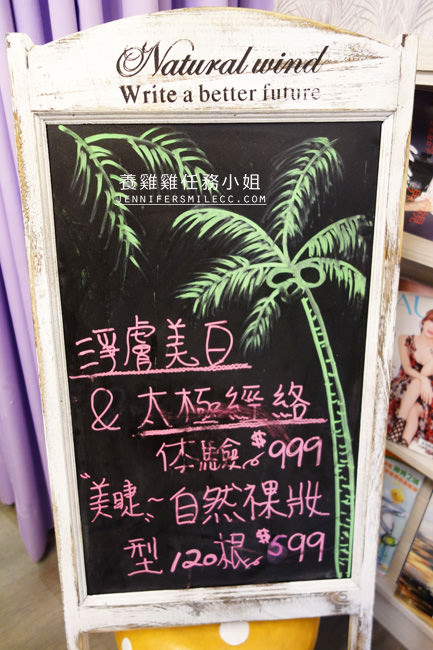 Natural wind
Write a better future
養雞雞任務小姐
JENNIFERSMILECC.COM
淨膚美白
& 太極經絡
体驗 $999
"美睫~自然裸妝
型120根 $599
AU